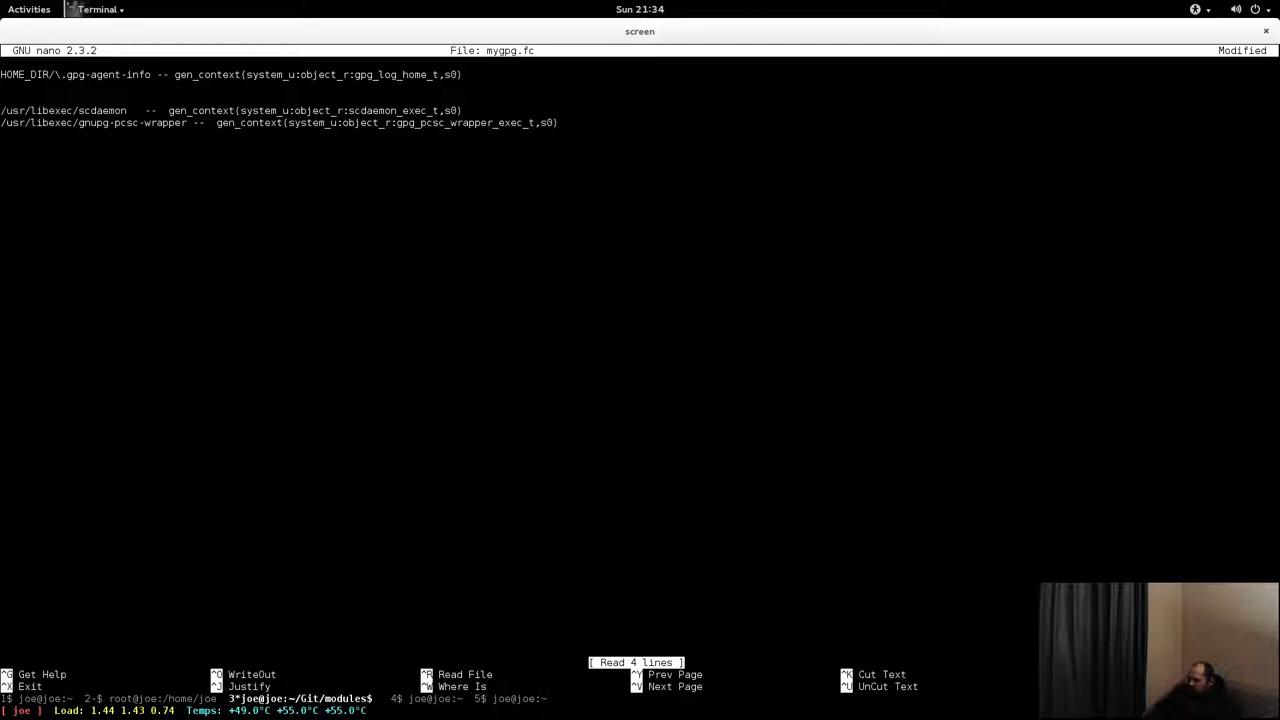 Activities Terminal Sun 21:34
screen ×
GNU nano 2.3.2 File: mygpg.fc Modified
HOME_DIR/\.gpg-agent-info -- gen_context(system_u:object_r:gpg_log_home_t,s0)
/usr/libexec/scdaemon -- gen_context(system_u:object_r:scdaemon_exec_t,s0)
/usr/libexec/gnupg-pcsc-wrapper -- gen_context(system_u:object_r:gpg_pcsc_wrapper_exec_t,s0)
[ Read 4 lines ]
^G Get Help ^O WriteOut ^R Read File ^Y Prev Page ^K Cut Text
^X Exit ^J Justify ^W Where Is ^V Next Page ^U UnCut Text
1$ joe@joe:~ 2-$ root@joe:/home/joe 3*joe@joe:~/Git/modules$ 4$ joe@joe:~ 5$ joe@joe:~
[ joe ] Load: 1.44 1.43 0.74 Temps: +49.0°C +55.0°C +55.0°C